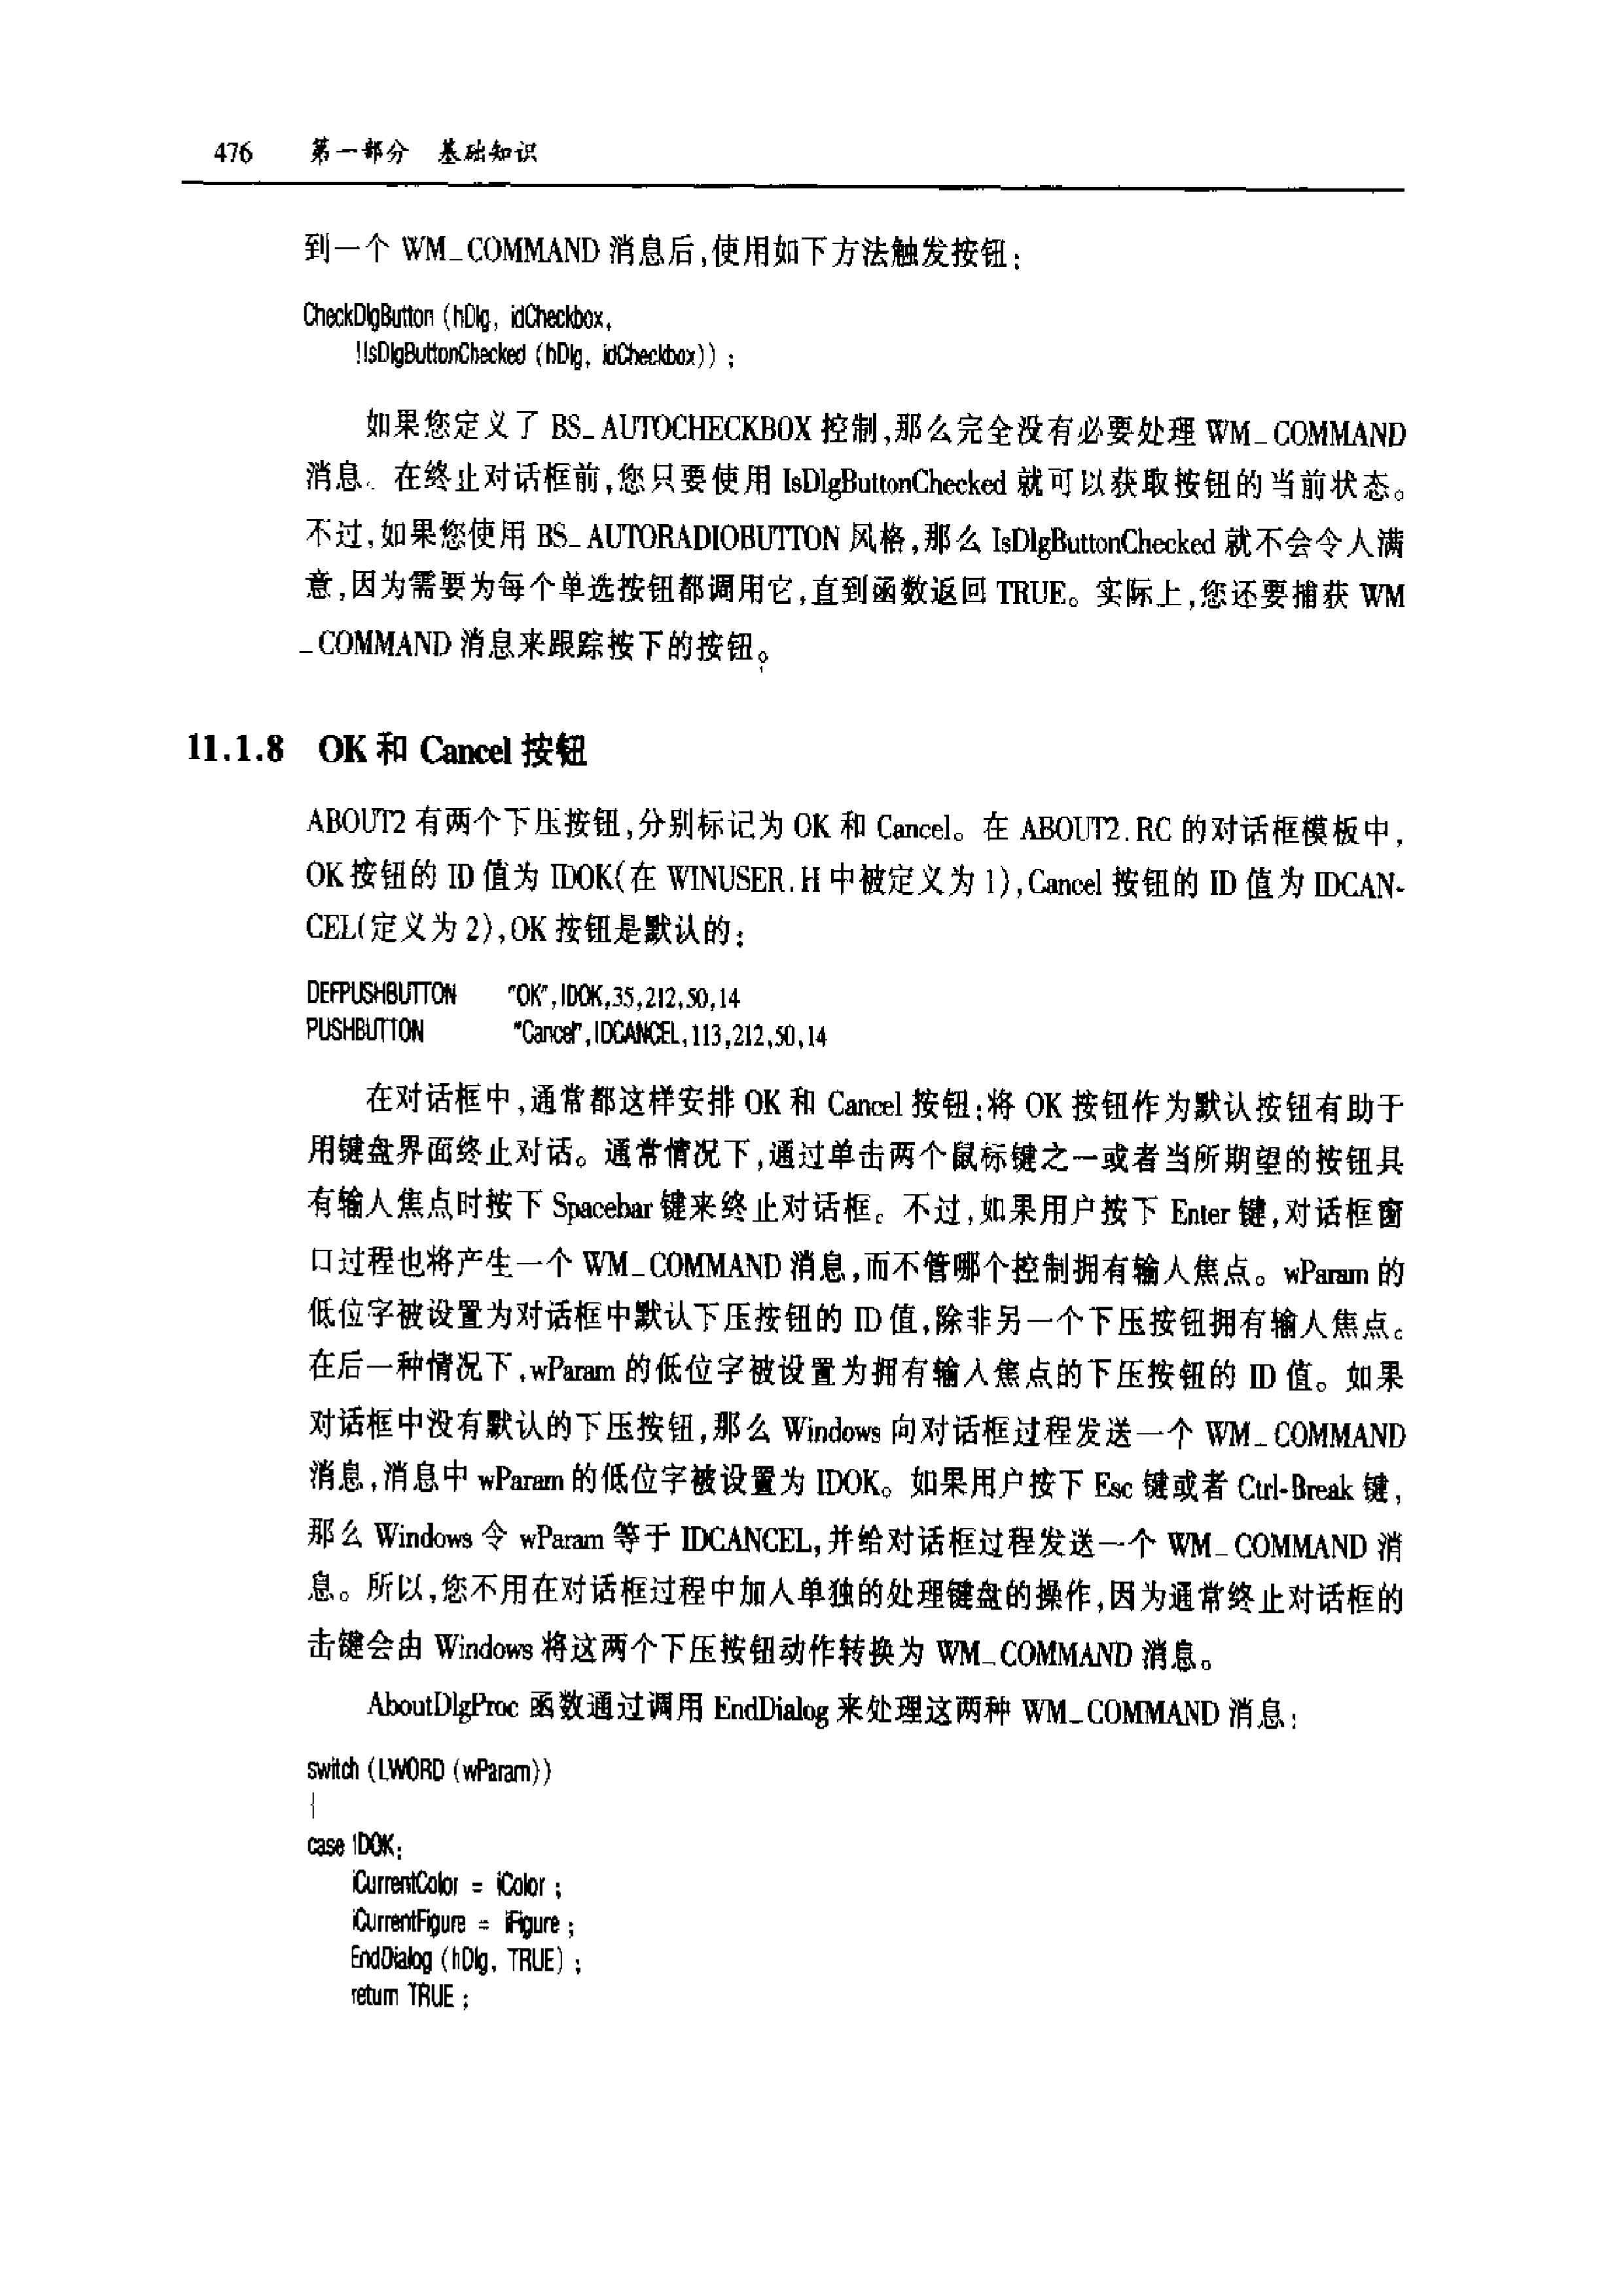 476 第一部分 基础知识
到一个 WM_COMMAND 消息后,使用如下方法触发按钮:
CheckDlgButton (hDlg, idCheckbox,
!IsDlgButtonChecked (hDlg, idCheckbox)) ;
如果您定义了 BS_AUTOCHECKBOX 控制,那么完全没有必要处理 WM_COMMAND
消息。在终止对话框前,您只要使用 IsDlgButtonChecked 就可以获取按钮的当前状态。
不过,如果您使用 BS_AUTORADIOBUTTON 风格,那么 IsDlgButtonChecked 就不会令人满
意,因为需要为每个单选按钮都调用它,直到函数返回 TRUE。实际上,您还要捕获 WM
_COMMAND 消息来跟踪按下的按钮。
11.1.8 OK 和 Cancel 按钮
ABOUT2 有两个下压按钮,分别标记为 OK 和 Cancel。在 ABOUT2.RC 的对话框模板中,
OK 按钮的 ID 值为 IDOK(在 WINUSER.H 中被定义为 1),Cancel 按钮的 ID 值为 IDCAN-
CEL(定义为 2),OK 按钮是默认的:
DEFPUSHBUTTON "OK",IDOK,35,212,50,14
PUSHBUTTON "Cancel",IDCANCEL,113,212,50,14
在对话框中,通常都这样安排 OK 和 Cancel 按钮;将 OK 按钮作为默认按钮有助于
用键盘界面终止对话。通常情况下,通过单击两个鼠标键之一或者当所期望的按钮具
有输入焦点时按下 Spacebar 键来终止对话框。不过,如果用户按下 Enter 键,对话框窗
口过程也将产生一个 WM_COMMAND 消息,而不管哪个控制拥有输入焦点。wParam 的
低位字被设置为对话框中默认下压按钮的 ID 值,除非另一个下压按钮拥有输入焦点。
在后一种情况下,wParam 的低位字被设置为拥有输入焦点的下压按钮的 ID 值。如果
对话框中没有默认的下压按钮,那么 Windows 向对话框过程发送一个 WM_COMMAND
消息,消息中 wParam 的低位字被设置为 IDOK。如果用户按下 Esc 键或者 Ctrl-Break 键,
那么 Windows 令 wParam 等于 IDCANCEL,并给对话框过程发送一个 WM_COMMAND 消
息。所以,您不用在对话框过程中加入单独的处理键盘的操作,因为通常终止对话框的
击键会由 Windows 将这两个下压按钮动作转换为 WM_COMMAND 消息。
AboutDlgProc 函数通过调用 EndDialog 来处理这两种 WM_COMMAND 消息:
switch (LWORD (wParam))
{
case IDOK:
iCurrentColor = iColor ;
iCurrentFigure = iFigure ;
EndDialog (hDlg, TRUE) ;
return TRUE ;